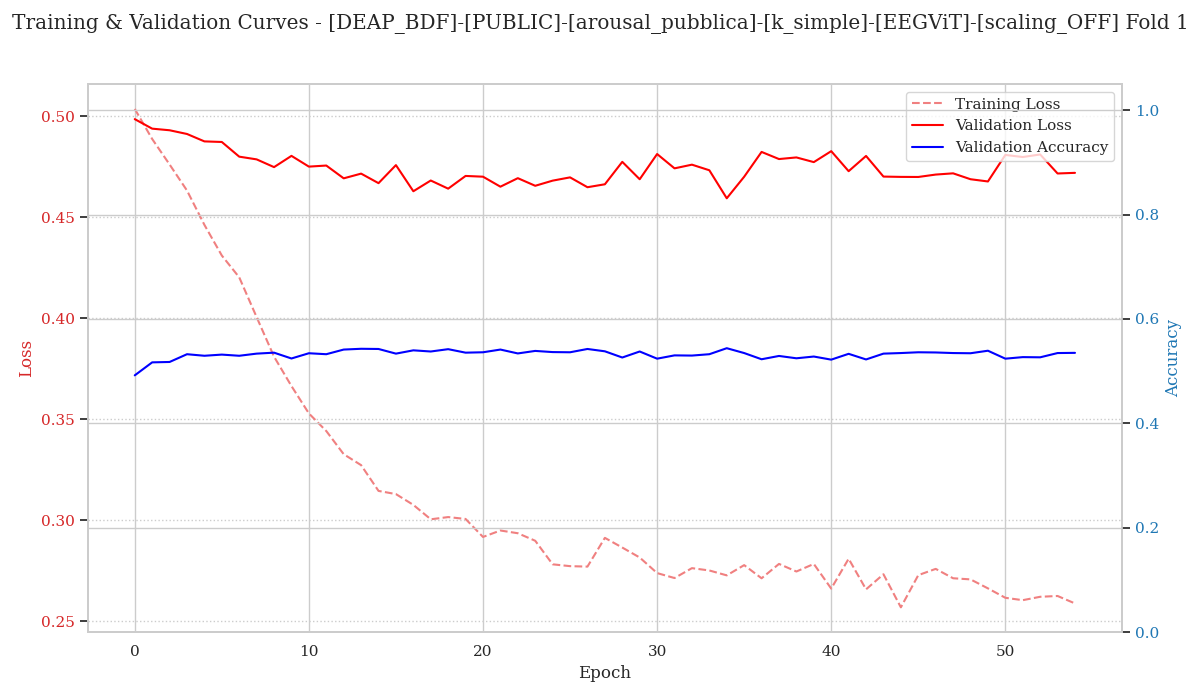 Training & Validation Curves - [DEAP_BDF]-[PUBLIC]-[arousal_pubblica]-[k_simple]-[EEGViT]-[scaling_OFF] Fold 1
Training Loss
Validation Loss
Validation Accuracy
Loss
0.50
0.45
0.40
0.35
0.30
0.25
1.0
0.8
0.6
0.4
0.2
0.0
Accuracy
0
10
20
30
40
50
Epoch